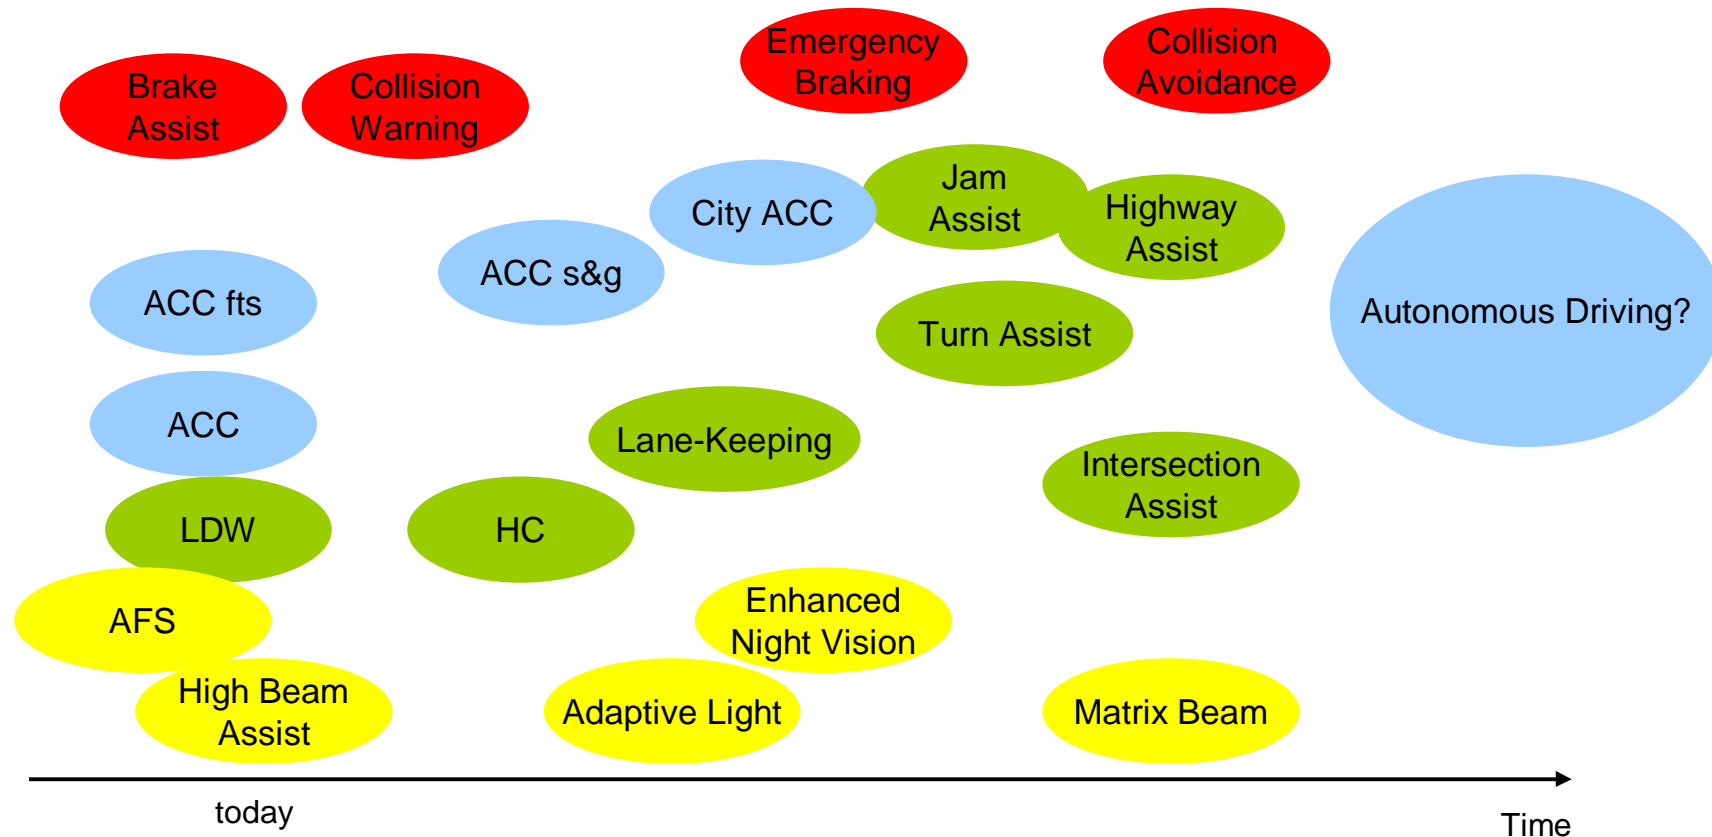 Brake
Assist
Collision
Warning
Emergency
Braking
Collision
Avoidance
City ACC
Jam
Assist
Highway
Assist
ACC fts
ACC s&g
Turn Assist
Autonomous Driving?
ACC
Lane-Keeping
Intersection
Assist
LDW
HC
AFS
Enhanced
Night Vision
High Beam
Assist
Adaptive Light
Matrix Beam
today
Time